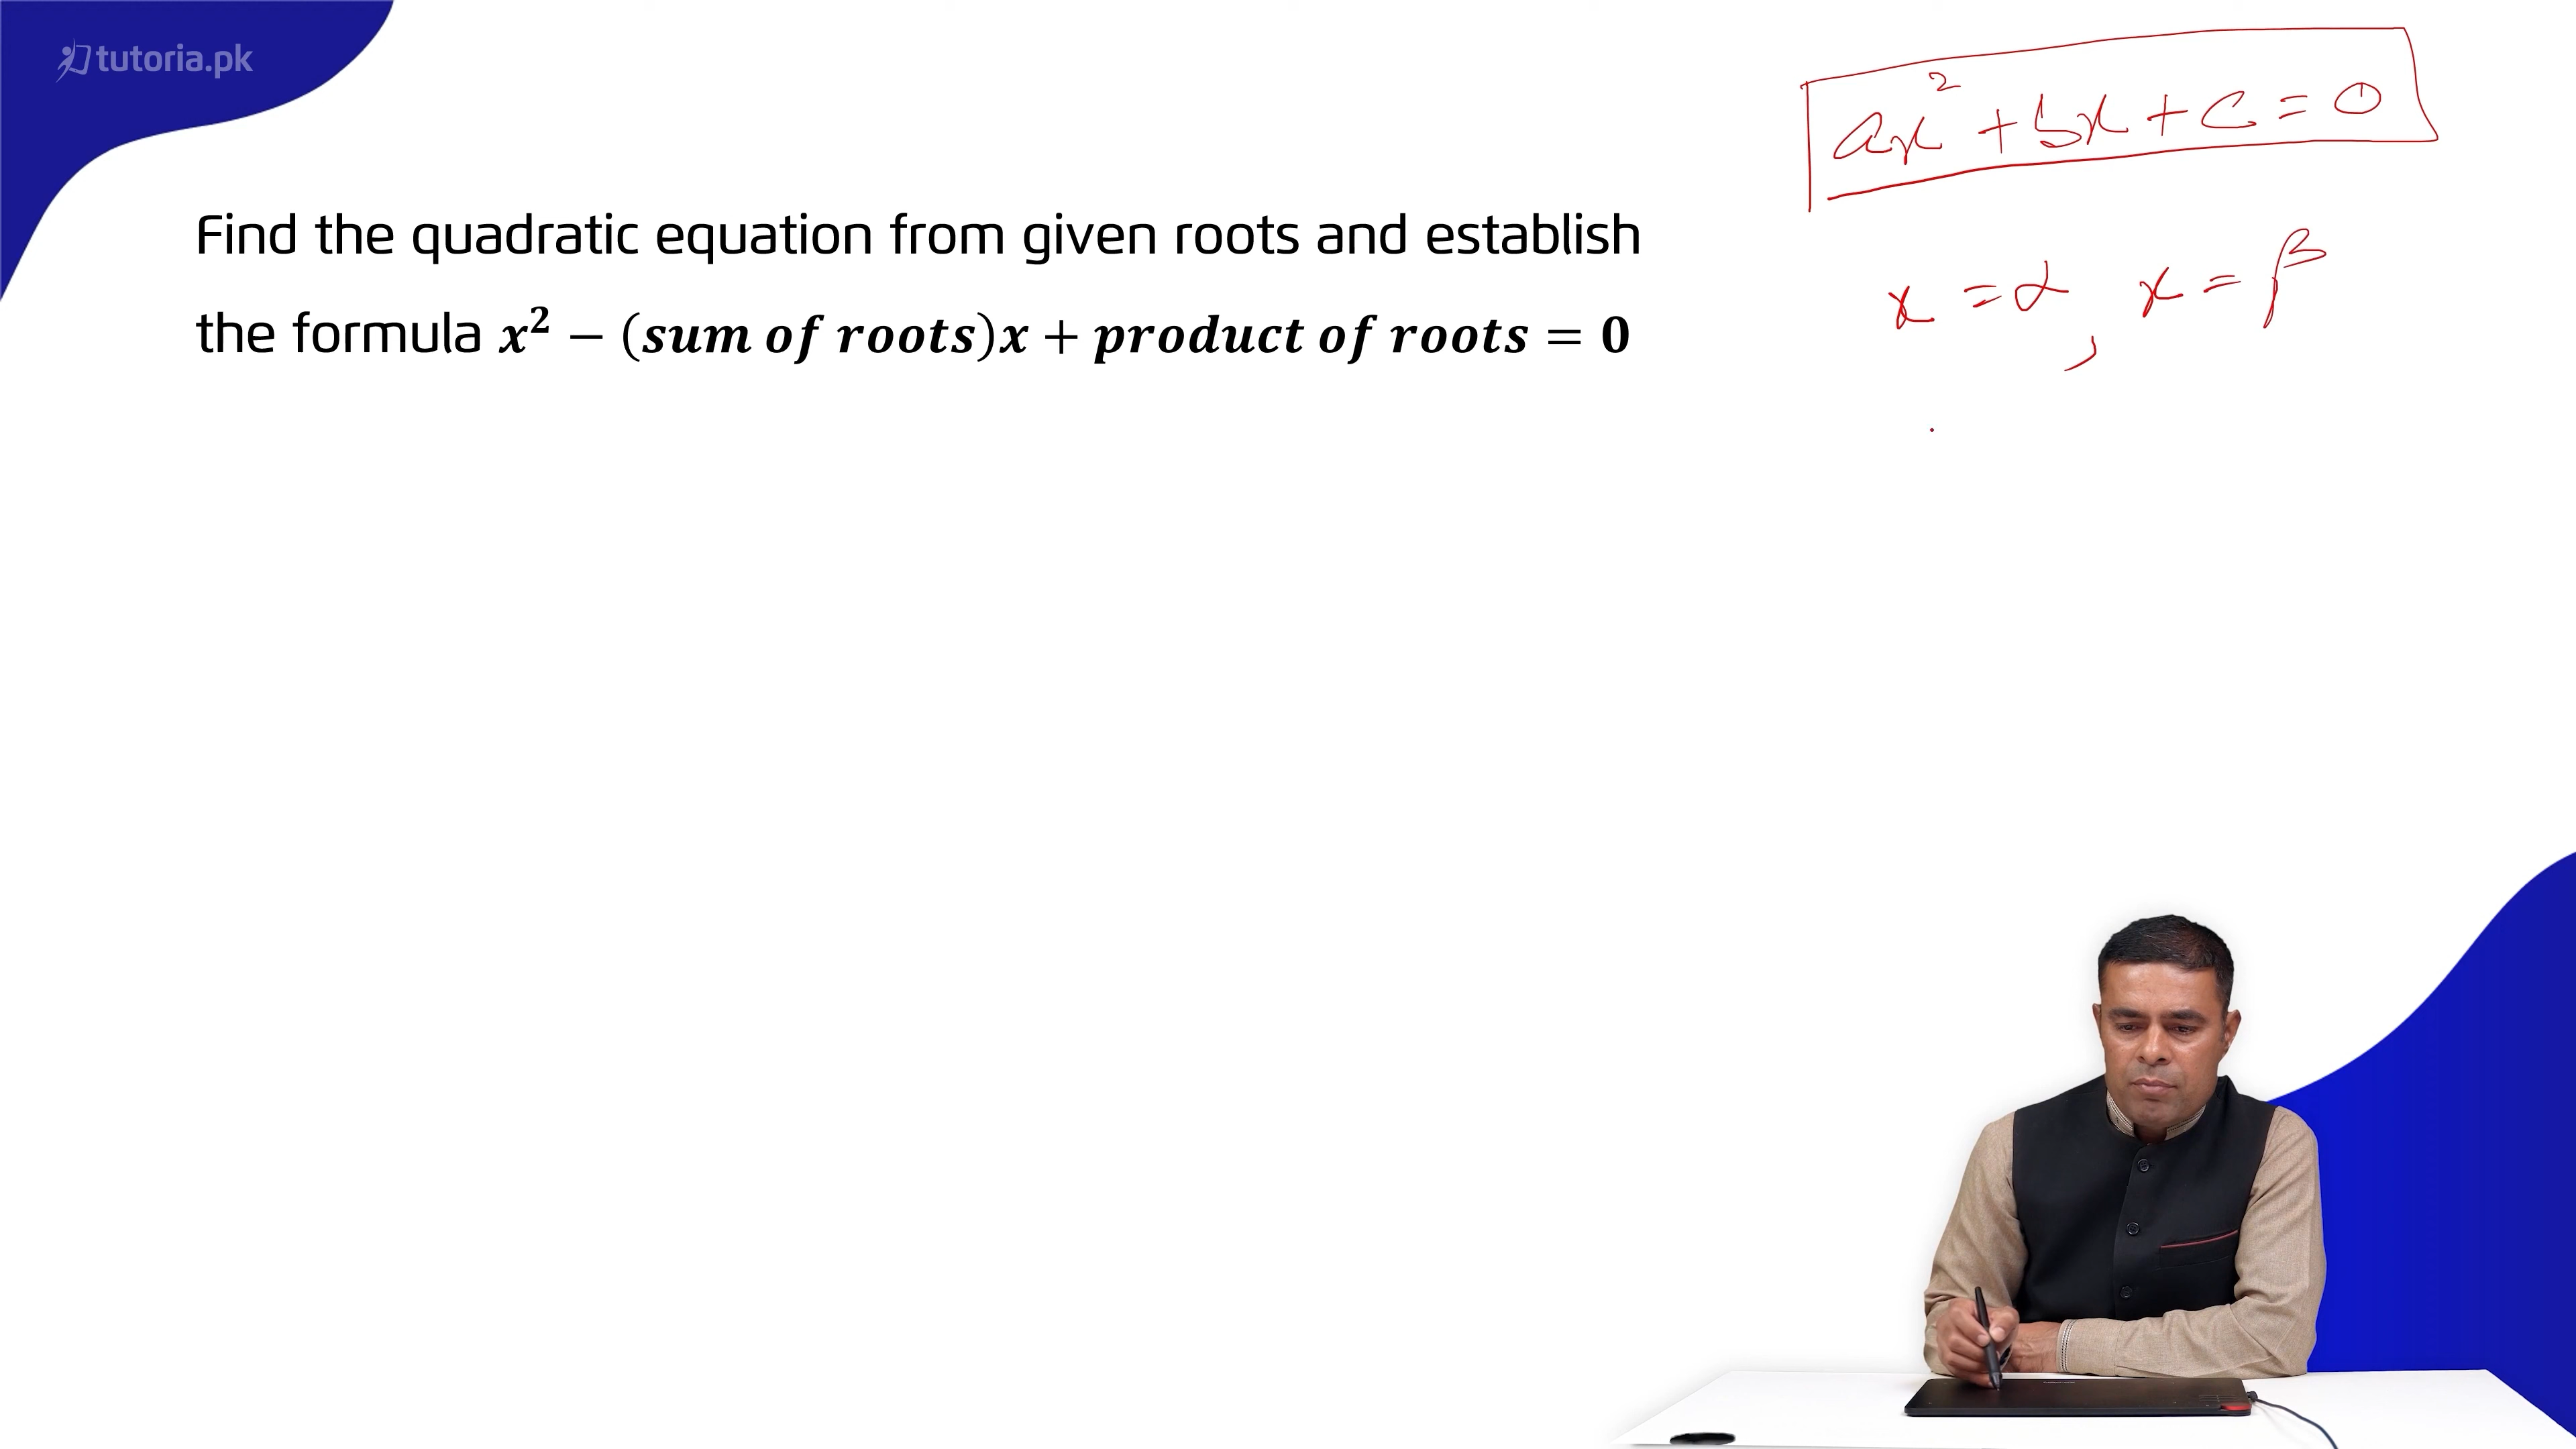 tutoria.pk
ax² + bx + c = 0
Find the quadratic equation from given roots and establish
the formula x² − (sum of roots)x + product of roots = 0
x = α , x = β